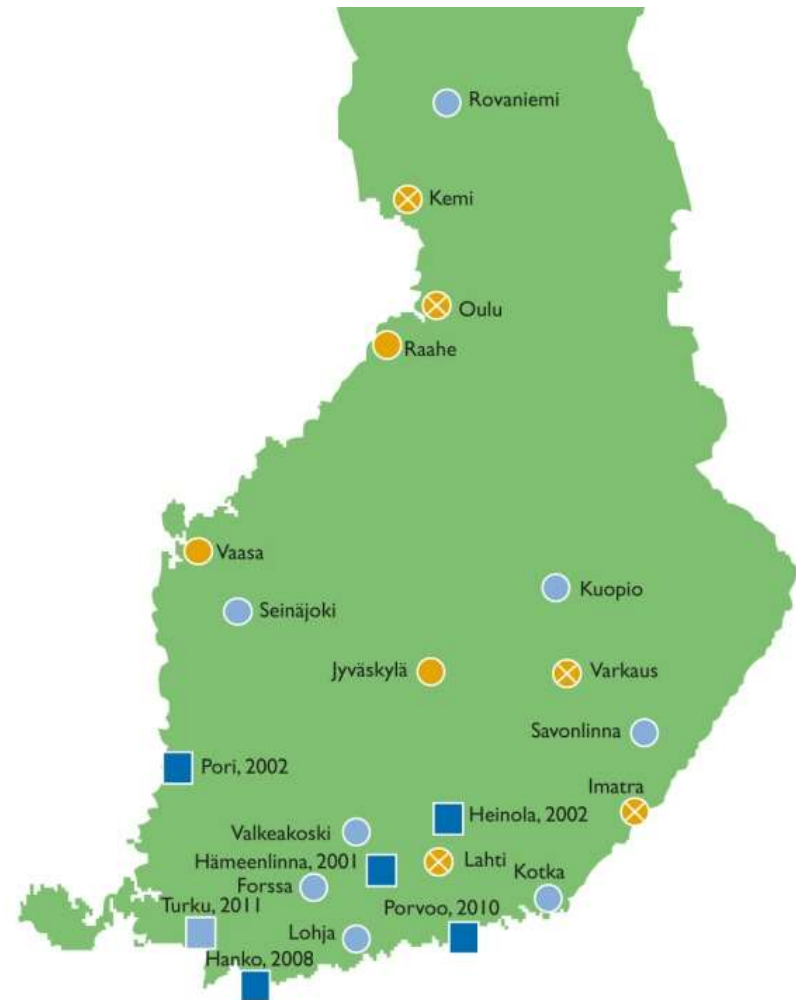 Rovaniemi
Kemi
Oulu
Raahe
Vaasa
Kuopio
Seinäjoki
Jyväskylä
Varkaus
Savonlinna
Pori, 2002
Imatra
Heinola, 2002
Valkeakoski
Hämeenlinna, 2001
Lahti
Forssa
Kotka
Turku, 2011
Porvoo, 2010
Lohja
Hanko, 2008